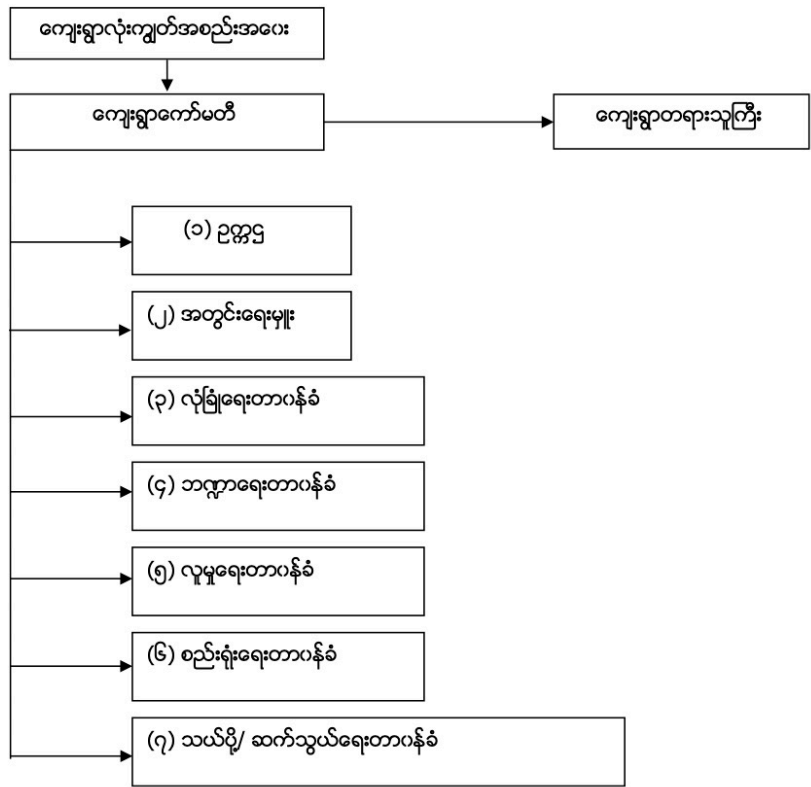 ကျေးရွာလုံးကျွတ်အစည်းအဝေး
ကျေးရွာကော်မတီ
ကျေးရွာတရားသူကြီး
(၁) ဥက္ကဌ
(၂) အတွင်းရေးမှူး
(၃) လုံခြုံရေးတာဝန်ခံ
(၄) ဘဏ္ဍာရေးတာဝန်ခံ
(၅) လူမှုရေးတာဝန်ခံ
(၆) စည်းရုံးရေးတာဝန်ခံ
(၇) သယ်ပို့/ ဆက်သွယ်ရေးတာဝန်ခံ